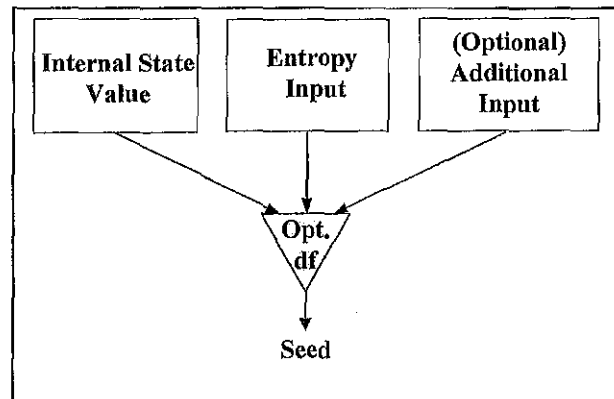 Internal State
Value
Entropy
Input
(Optional)
Additional
Input
Opt.
df
Seed